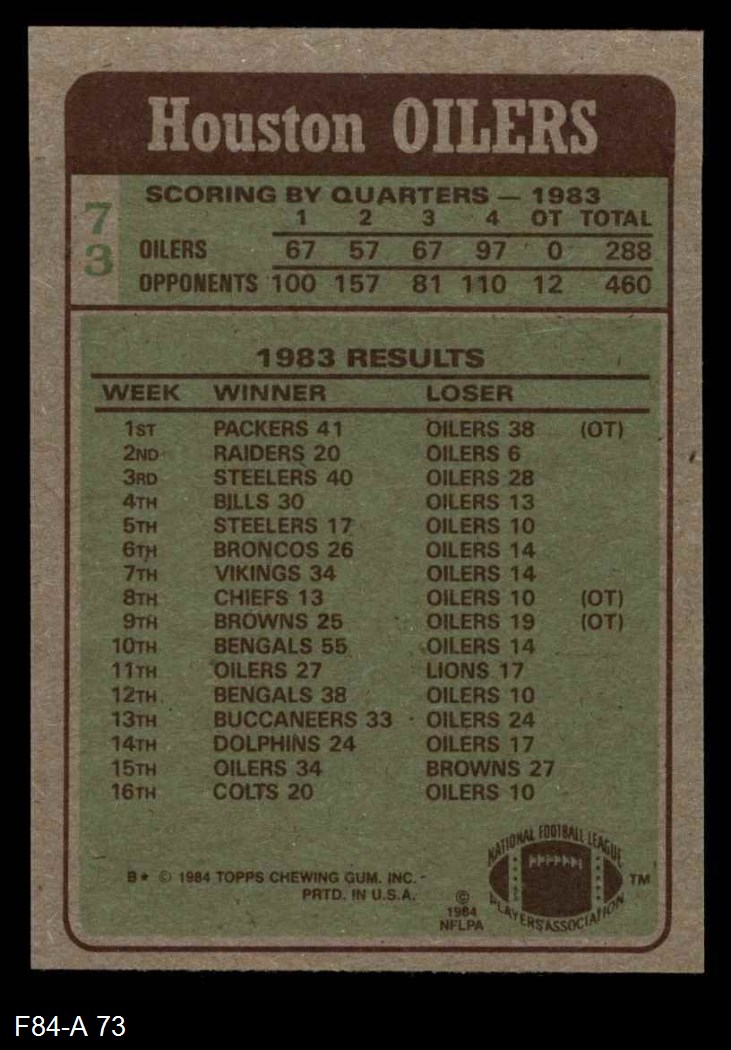 Houston OILERS
73
SCORING BY QUARTERS — 1983
1 2 3 4 OT TOTAL
OILERS 67 57 67 97 0 288
OPPONENTS 100 157 81 110 12 460
1983 RESULTS
WEEK WINNER LOSER
1ST PACKERS 41 OILERS 38 (OT)
2ND RAIDERS 20 OILERS 6
3RD STEELERS 40 OILERS 28
4TH BILLS 30 OILERS 13
5TH STEELERS 17 OILERS 10
6TH BRONCOS 26 OILERS 14
7TH VIKINGS 34 OILERS 14
8TH CHIEFS 13 OILERS 10 (OT)
9TH BROWNS 25 OILERS 19 (OT)
10TH BENGALS 55 OILERS 14
11TH OILERS 27 LIONS 17
12TH BENGALS 38 OILERS 10
13TH BUCCANEERS 33 OILERS 24
14TH DOLPHINS 24 OILERS 17
15TH OILERS 34 BROWNS 27
16TH COLTS 20 OILERS 10
B* © 1984 TOPPS CHEWING GUM, INC.
PRTD. IN U.S.A.
©
1984
NFLPA
NATIONAL FOOTBALL LEAGUE
PLAYERS ASSOCIATION
TM
F84-A 73